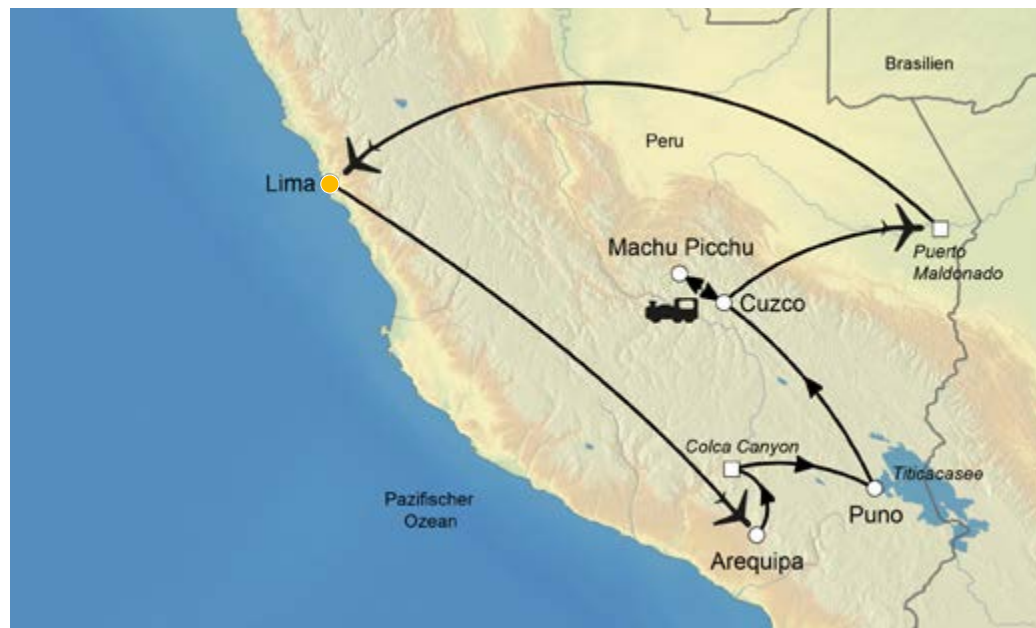 Brasilien
Peru
Lima
Machu Picchu
Puerto
Maldonado
Cuzco
Colca Canyon
Titicacasee
Pazifischer
Ozean
Puno
Arequipa